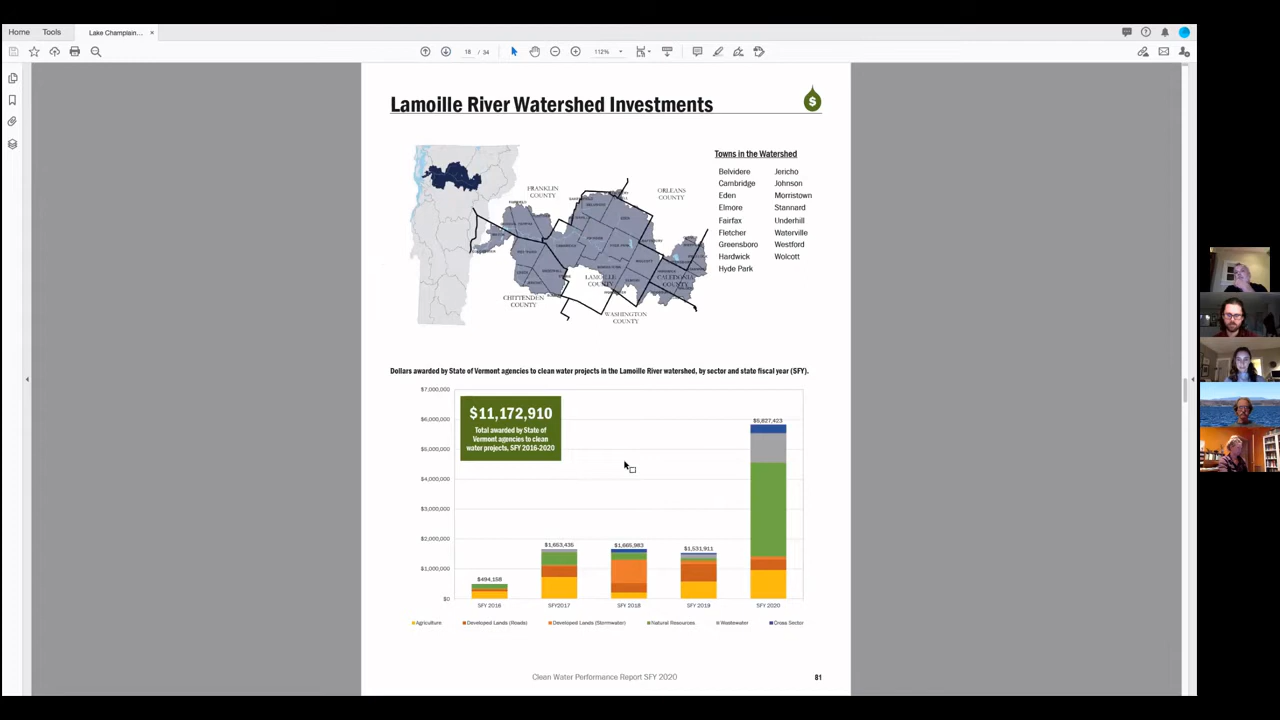 Home
Tools
Lake Champlain...
18 / 34
112%
Lamoille River Watershed Investments
$
FRANKLIN COUNTY
ORLEANS COUNTY
LAMOILLE COUNTY
CALEDONIA COUNTY
CHITTENDEN COUNTY
WASHINGTON COUNTY
Towns in the Watershed
Belvidere
Cambridge
Eden
Elmore
Fairfax
Fletcher
Greensboro
Hardwick
Hyde Park
Jericho
Johnson
Morristown
Stannard
Underhill
Waterville
Westford
Wolcott
Dollars awarded by State of Vermont agencies to clean water projects in the Lamoille River watershed, by sector and state fiscal year (SFY).
$7,000,000
$6,000,000
$5,000,000
$4,000,000
$3,000,000
$2,000,000
$1,000,000
$0
$11,172,910
Total awarded by State of
Vermont agencies to clean
water projects, SFY 2016-2020
$494,158
$1,653,435
$1,665,983
$1,531,911
$5,827,423
SFY 2016
SFY2017
SFY 2018
SFY 2019
SFY 2020
Agriculture
Developed Lands (Roads)
Developed Lands (Stormwater)
Natural Resources
Wastewater
Cross Sector
Clean Water Performance Report SFY 2020
81